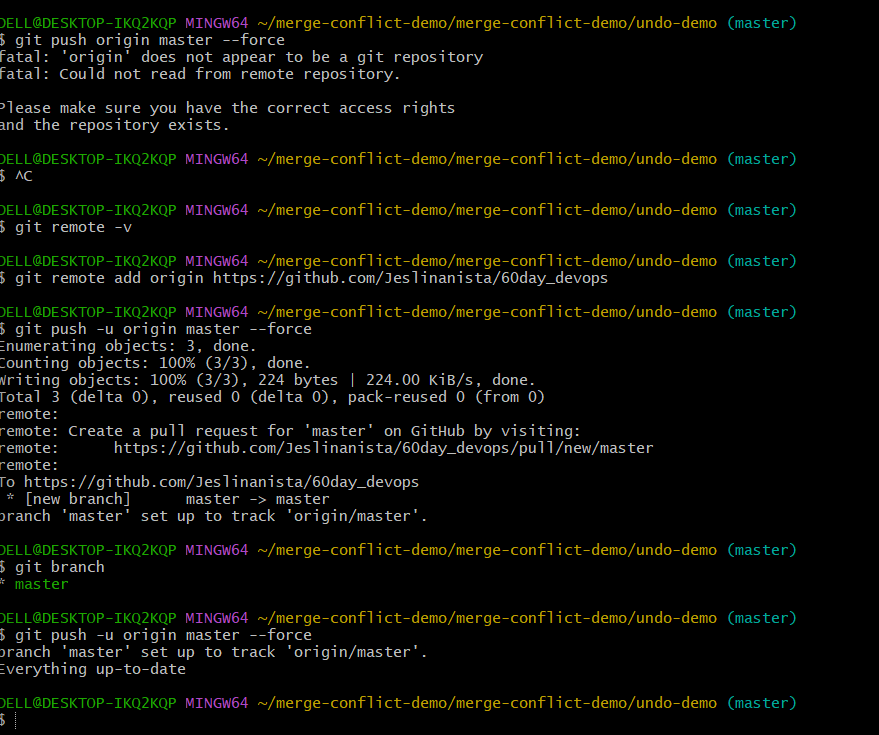 DELL@DESKTOP-IKQ2KQP MINGW64 ~/merge-conflict-demo/merge-conflict-demo/undo-demo (master)
$ git push origin master --force
fatal: 'origin' does not appear to be a git repository
fatal: Could not read from remote repository.
Please make sure you have the correct access rights
and the repository exists.
DELL@DESKTOP-IKQ2KQP MINGW64 ~/merge-conflict-demo/merge-conflict-demo/undo-demo (master)
$ ^C
DELL@DESKTOP-IKQ2KQP MINGW64 ~/merge-conflict-demo/merge-conflict-demo/undo-demo (master)
$ git remote -v
DELL@DESKTOP-IKQ2KQP MINGW64 ~/merge-conflict-demo/merge-conflict-demo/undo-demo (master)
$ git remote add origin https://github.com/Jeslinanista/60day_devops
DELL@DESKTOP-IKQ2KQP MINGW64 ~/merge-conflict-demo/merge-conflict-demo/undo-demo (master)
$ git push -u origin master --force
Enumerating objects: 3, done.
Counting objects: 100% (3/3), done.
Writing objects: 100% (3/3), 224 bytes | 224.00 KiB/s, done.
Total 3 (delta 0), reused 0 (delta 0), pack-reused 0 (from 0)
remote:
remote: Create a pull request for 'master' on GitHub by visiting:
remote:      https://github.com/Jeslinanista/60day_devops/pull/new/master
remote:
To https://github.com/Jeslinanista/60day_devops
 * [new branch]      master -> master
branch 'master' set up to track 'origin/master'.
DELL@DESKTOP-IKQ2KQP MINGW64 ~/merge-conflict-demo/merge-conflict-demo/undo-demo (master)
$ git branch
* master
DELL@DESKTOP-IKQ2KQP MINGW64 ~/merge-conflict-demo/merge-conflict-demo/undo-demo (master)
$ git push -u origin master --force
branch 'master' set up to track 'origin/master'.
Everything up-to-date
DELL@DESKTOP-IKQ2KQP MINGW64 ~/merge-conflict-demo/merge-conflict-demo/undo-demo (master)
$